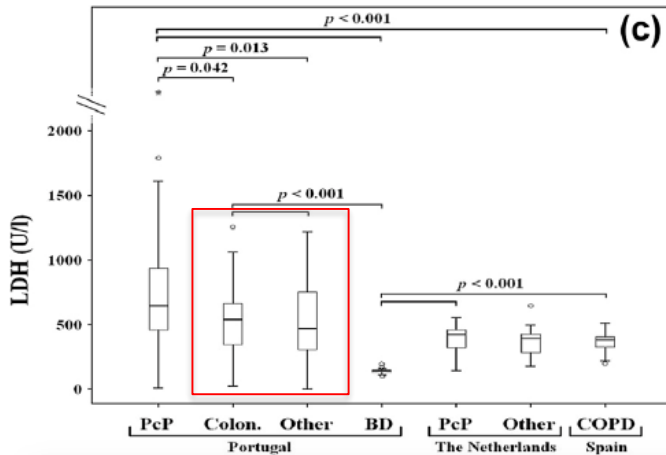 p < 0.001
(c)
p = 0.013
p = 0.042
2000
1500
p < 0.001
1000
p < 0.001
500
0
LDH (U/l)
PcP Colon. Other BD PcP Other COPD
Portugal The Netherlands Spain